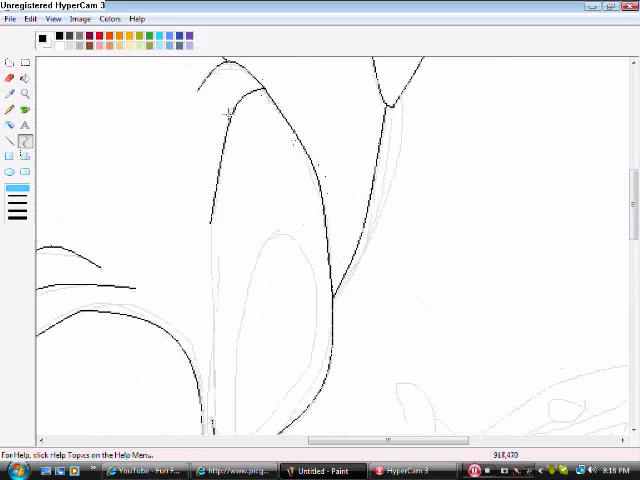 Unregistered HyperCam 3
File Edit View Image Colors Help
For Help, click Help Topics on the Help Menu.
918,470
YouTube - Furi F...
http://www.picg...
Untitled - Paint
HyperCam 3
8:18 PM